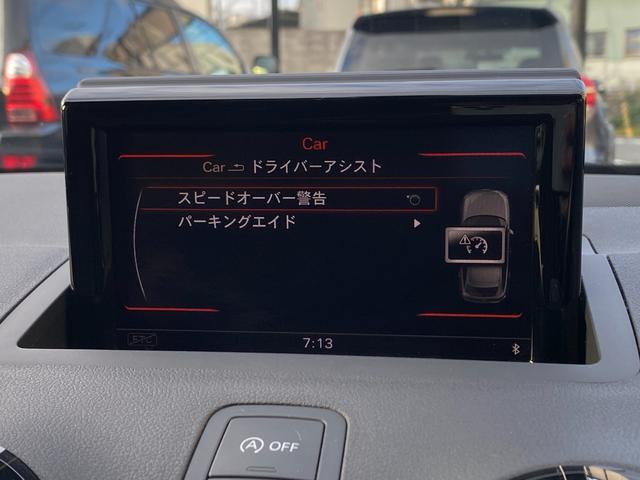 Car
Car ドライバーアシスト
スピードオーバー警告
パーキングエイド
ETC
7:13
A OFF